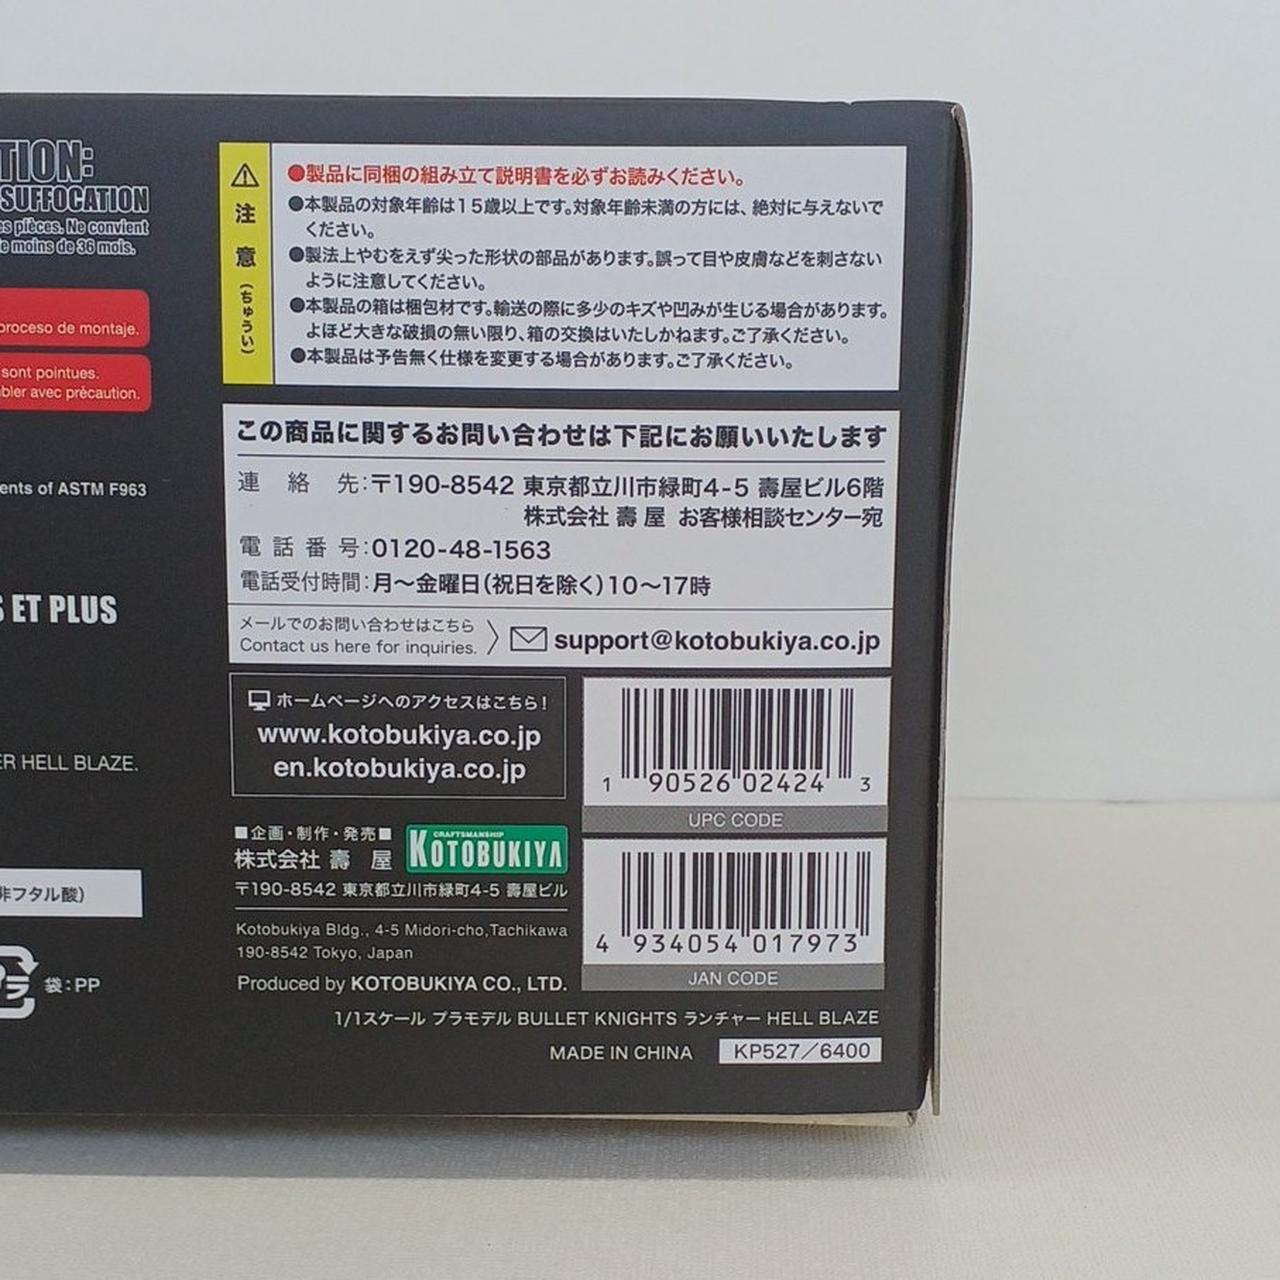 TION:
SUFFOCATION
es pièces. Ne convient
e moins de 36 mois.
proceso de montaje.
sont pointues.
bler avec précaution.
ents of ASTM F963
S ET PLUS
ER HELL BLAZE.
非フタル酸）
袋：PP
注意（ちゅうい）
●製品に同梱の組み立て説明書を必ずお読みください。
●本製品の対象年齢は15歳以上です。対象年齢未満の方には、絶対に与えないで
ください。
●製法上やむをえず尖った形状の部品があります。誤って目や皮膚などを刺さない
ように注意してください。
●本製品の箱は梱包材です。輸送の際に多少のキズや凹みが生じる場合があります。
よほど大きな破損の無い限り、箱の交換はいたしかねます。ご了承ください。
●本製品は予告無く仕様を変更する場合があります。ご了承ください。
この商品に関するお問い合わせは下記にお願いいたします
連絡先：〒190-8542 東京都立川市緑町4-5 壽屋ビル6階
株式会社 壽屋 お客様相談センター宛
電話番号：0120-48-1563
電話受付時間：月〜金曜日（祝日を除く）10〜17時
メールでのお問い合わせはこちら
Contact us here for inquiries.
support@kotobukiya.co.jp
ホームページへのアクセスはこちら！
www.kotobukiya.co.jp
en.kotobukiya.co.jp
1 90526 02424 3
UPC CODE
■企画・制作・発売■
株式会社 壽屋
CRAFTSMANSHIP
KOTOBUKIYA
〒190-8542 東京都立川市緑町4-5 壽屋ビル
Kotobukiya Bldg., 4-5 Midori-cho,Tachikawa
190-8542 Tokyo, Japan
Produced by KOTOBUKIYA CO., LTD.
4 934054 017973
JAN CODE
1/1スケール プラモデル BULLET KNIGHTS ランチャー HELL BLAZE
MADE IN CHINA
KP527／6400